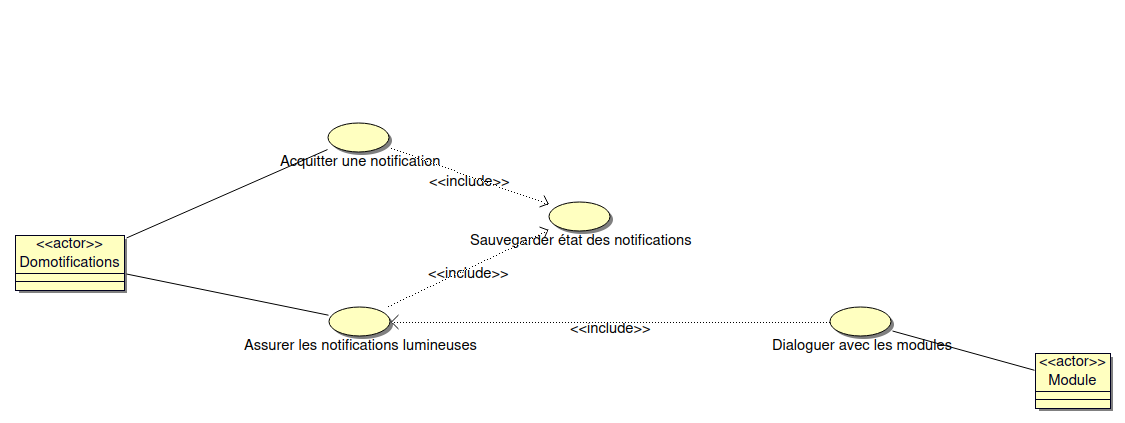 Acquitter une notification
<<include>>
<<actor>>
Domotifications
Sauvegarder état des notifications
<<include>>
<<include>>
Assurer les notifications lumineuses
Dialoguer avec les modules
<<actor>>
Module